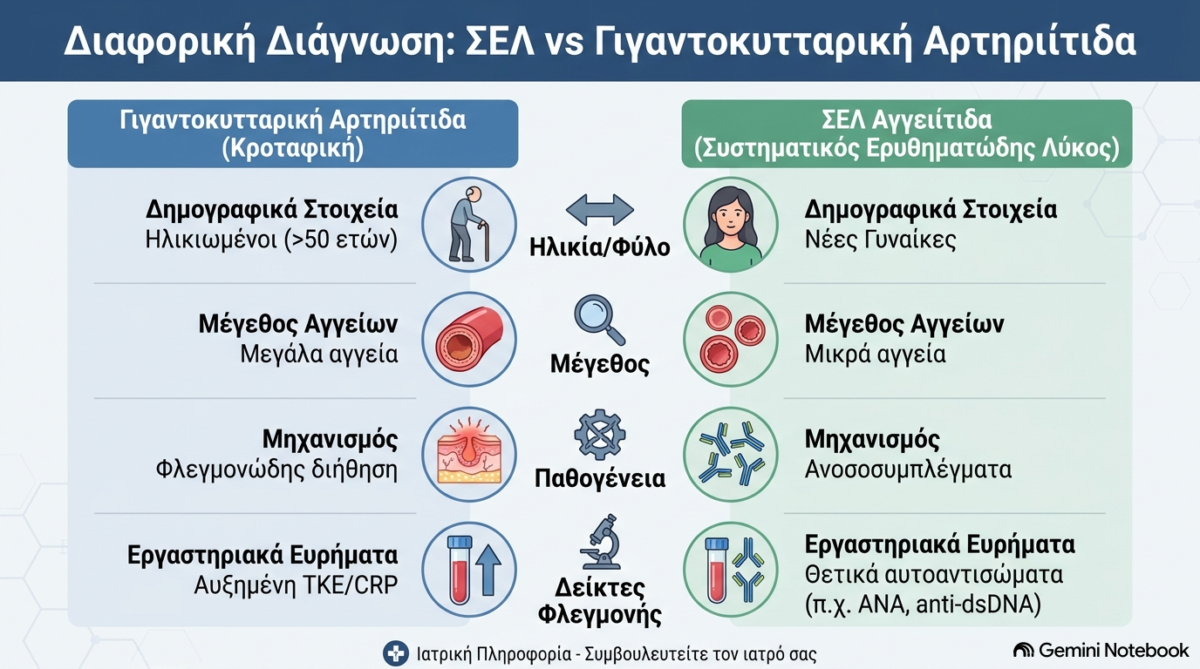 Διαφορική Διάγνωση: ΣΕΛ vs Γιγαντοκυτταρική Αρτηριίτιδα
Γιγαντοκυτταρική Αρτηριίτιδα
(Κροταφική)
Δημογραφικά Στοιχεία
Ηλικιωμένοι (>50 ετών)
Μέγεθος Αγγείων
Μεγάλα αγγεία
Μηχανισμός
Φλεγμονώδης διήθηση
Εργαστηριακά Ευρήματα
Αυξημένη ΤΚΕ/CRP
Ηλικία/Φύλο
Μέγεθος
Παθογένεια
Δείκτες
Φλεγμονής
ΣΕΛ Αγγειίτιδα
(Συστηματικός Ερυθηματώδης Λύκος)
Δημογραφικά Στοιχεία
Νέες Γυναίκες
Μέγεθος Αγγείων
Μικρά αγγεία
Μηχανισμός
Ανοσοσυμπλέγματα
Εργαστηριακά Ευρήματα
Θετικά αυτοαντισώματα
(π.χ. ANA, anti-dsDNA)
Ιατρική Πληροφορία - Συμβουλευτείτε τον ιατρό σας
Gemini Notebook